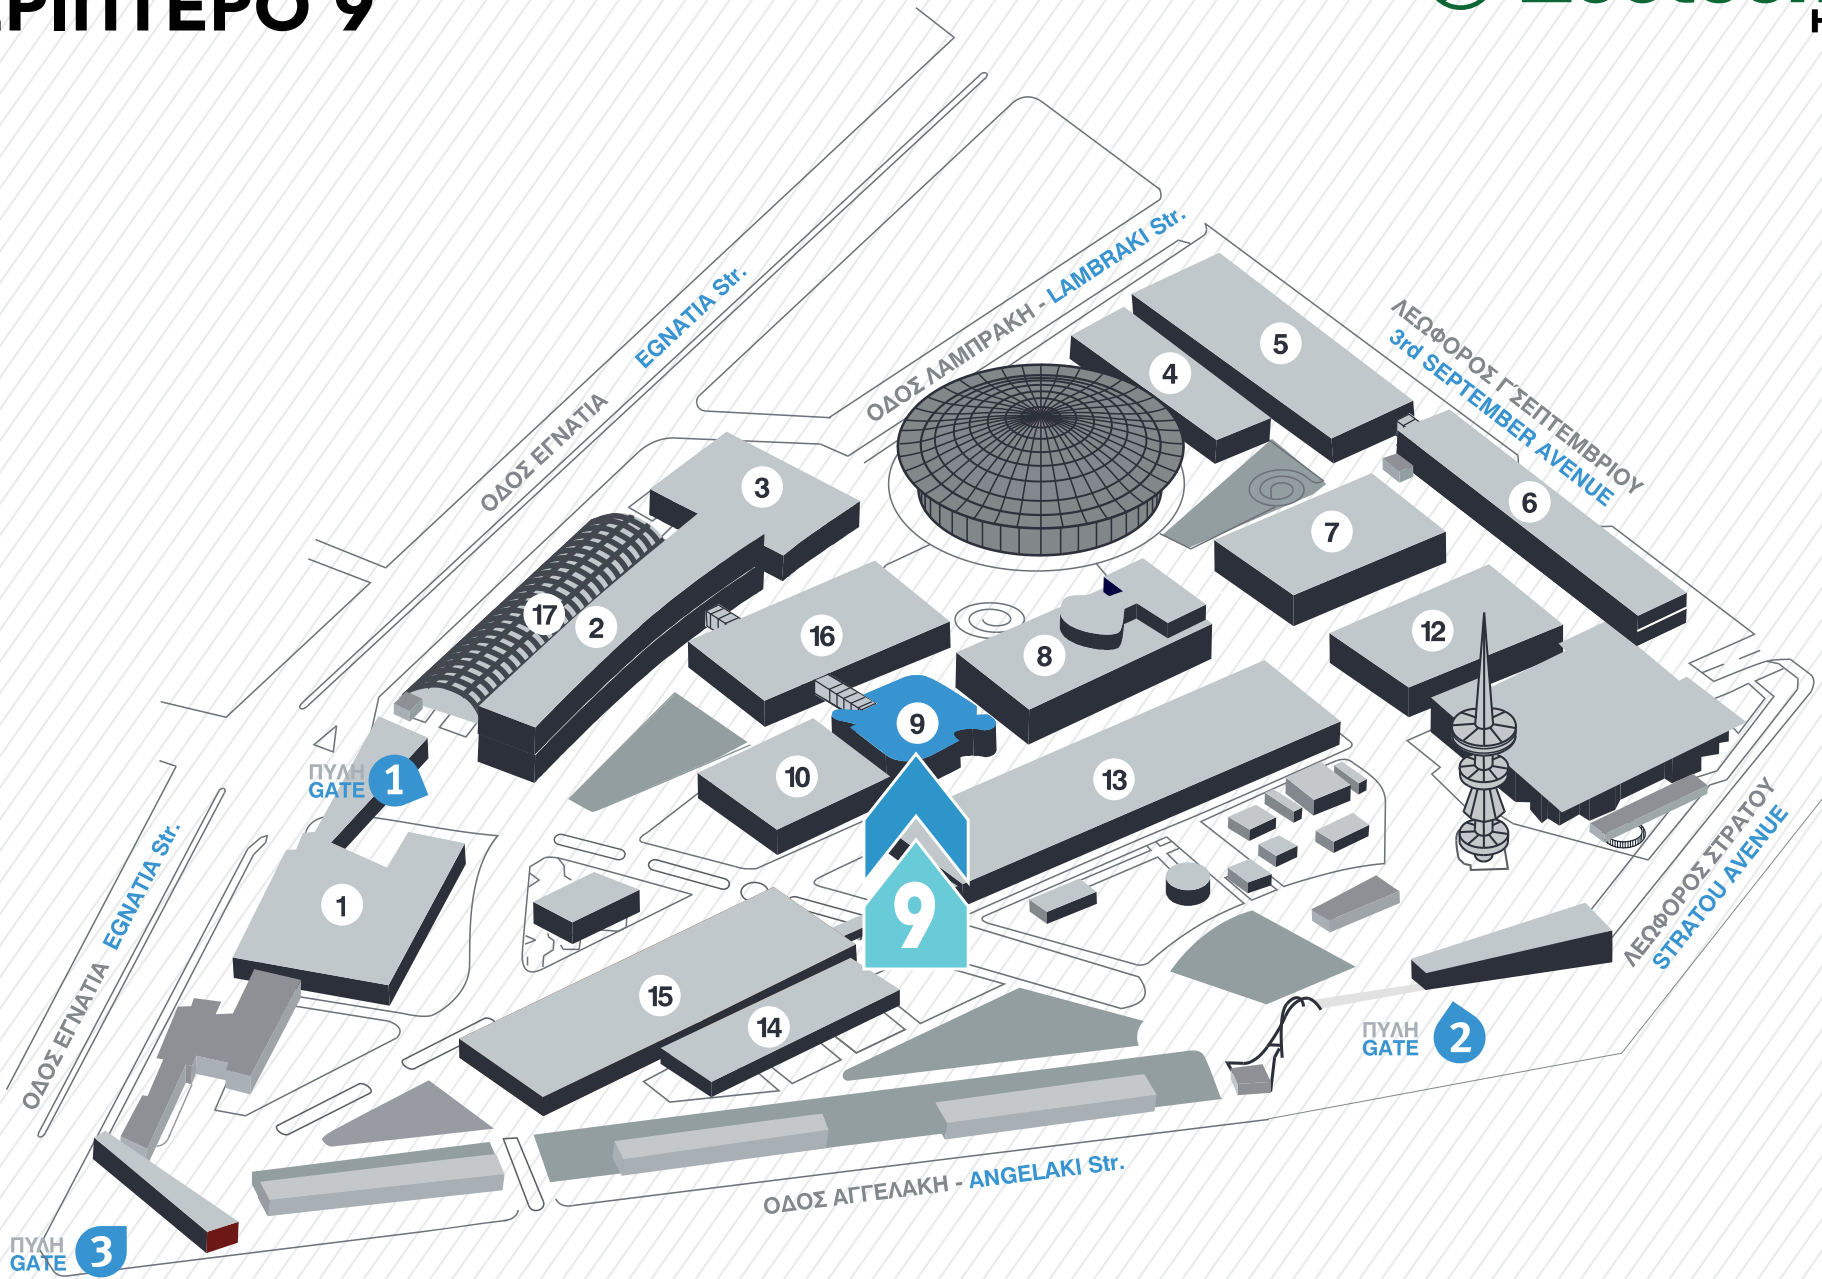 ΕΡΙΠΤΕΡΟ 9
ΟΔΟΣ ΕΓΝΑΤΙΑ EGNATIA Str.
ΟΔΟΣ ΛΑΜΠΡΑΚΗ - LAMBRAKI Str.
ΛΕΩΦΟΡΟΣ Γ΄ΣΕΠΤΕΜΒΡΙΟΥ
3rd SEPTEMBER AVENUE
5
4
3
6
7
17
2
16
12
8
9
10
13
ΠΥΛΗ
GATE 1
1
9
15
14
ΟΔΟΣ ΕΓΝΑΤΙΑ EGNATIA Str.
ΛΕΩΦΟΡΟΣ ΣΤΡΑΤΟΥ
STRATOU AVENUE
ΠΥΛΗ
GATE 2
ΟΔΟΣ ΑΓΓΕΛΑΚΗ - ANGELAKI Str.
ΠΥΛΗ
GATE 3